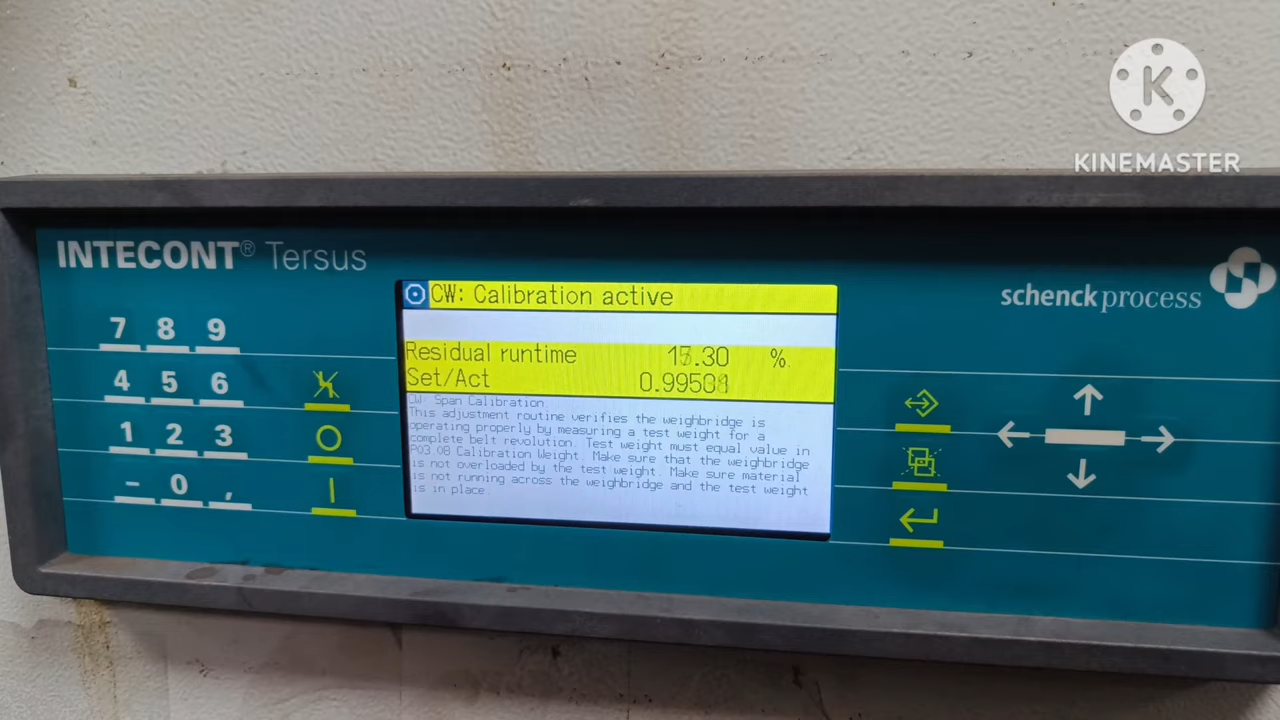 KINEMASTER
INTECONT® Tersus
schenck process
7 8 9
4 5 6
1 2 3
- 0 ,
CW: Calibration active
Residual runtime %
Set/Act
CW: Span Calibration
This adjustment routine verifies the weighbridge is
operating properly by measuring a test weight for a
complete belt revolution. Test weight must equal value in
P03.08 Calibration Weight. Make sure that the weighbridge
is not overloaded by the test weight. Make sure material
is not running across the weighbridge and the test weight
is in place.